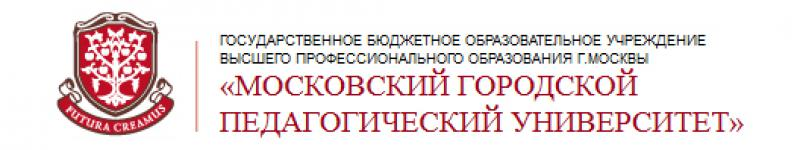 FUTURA CREAMUS
ГОСУДАРСТВЕННОЕ БЮДЖЕТНОЕ ОБРАЗОВАТЕЛЬНОЕ УЧРЕЖДЕНИЕ
ВЫСШЕГО ПРОФЕССИОНАЛЬНОГО ОБРАЗОВАНИЯ Г.МОСКВЫ
«МОСКОВСКИЙ ГОРОДСКОЙ
ПЕДАГОГИЧЕСКИЙ УНИВЕРСИТЕТ»